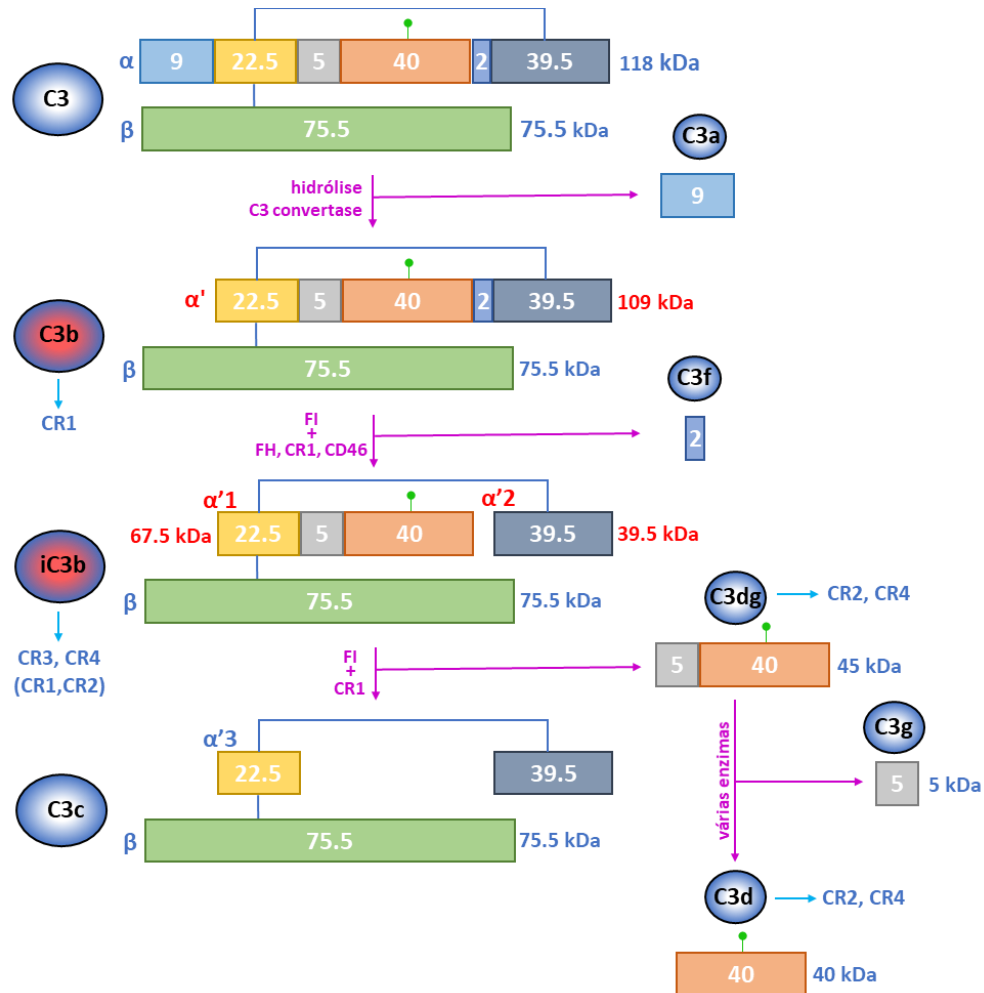 α 9 22.5 5 40 2 39.5 118 kDa
C3
β 75.5 75.5 kDa
C3a
9
hidrólise
C3 convertase
α' 22.5 5 40 2 39.5 109 kDa
C3b
β 75.5 75.5 kDa
CR1
C3f
2
FI
+
FH, CR1, CD46
α’1 α’2
67.5 kDa 22.5 5 40 39.5 39.5 kDa
iC3b
β 75.5 75.5 kDa
CR3, CR4
(CR1,CR2)
C3dg CR2, CR4
5 40 45 kDa
FI
+
CR1
C3g
5 5 kDa
várias enzimas
α’3
22.5 39.5
C3c
β 75.5 75.5 kDa
C3d CR2, CR4
40 40 kDa